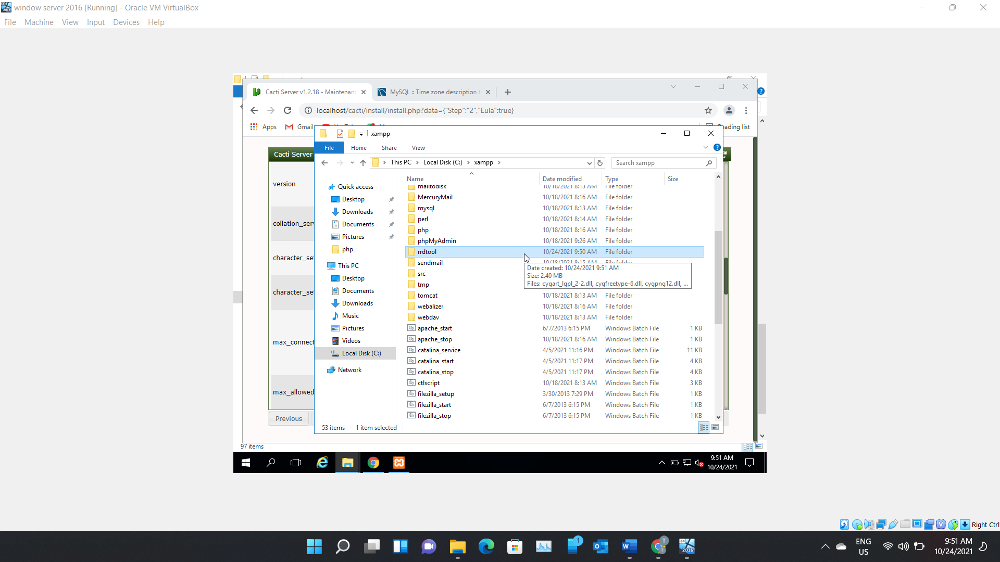 window server 2016 [Running] - Oracle VM VirtualBox
File Machine View Input Devices Help
Cacti Server v1.2.18 - Maintenanc
MySQL :: Time zone description t
localhost/cacti/install/install.php?data={"Step":"2","Eula":true}
Apps Gmail
eading list
Cacti Server
version
collation_serv
character_set
character_set
max_connect
max_allowed
Previous
97 items
xampp
File Home Share View
This PC Local Disk (C:) xampp
Search xampp
Quick access
Desktop
Downloads
Documents
Pictures
php
This PC
Desktop
Documents
Downloads
Music
Pictures
Videos
Local Disk (C:)
Network
Name Date modified Type Size
mailtodisk 10/18/2021 8:13 AM File folder
MercuryMail 10/18/2021 8:16 AM File folder
mysql 10/18/2021 8:13 AM File folder
perl 10/18/2021 8:14 AM File folder
php 10/18/2021 8:16 AM File folder
phpMyAdmin 10/18/2021 9:26 AM File folder
rrdtool 10/24/2021 9:50 AM File folder
sendmail 10/18/2021 8:15 AM File folder
src
tmp
Date created: 10/24/2021 9:51 AM
Size: 2.40 MB
Files: cygart_lgpl_2-2.dll, cygfreetype-6.dll, cygpng12.dll, ...
tomcat 10/18/2021 8:13 AM File folder
webalizer 10/18/2021 8:16 AM File folder
webdav 10/18/2021 8:13 AM File folder
apache_start 6/7/2013 6:15 PM Windows Batch File 1 KB
apache_stop 10/18/2021 8:16 AM Windows Batch File 1 KB
catalina_service 4/5/2021 11:16 PM Windows Batch File 11 KB
catalina_start 4/5/2021 11:17 PM Windows Batch File 4 KB
catalina_stop 4/5/2021 11:17 PM Windows Batch File 4 KB
ctlscript 10/18/2021 8:13 AM Windows Batch File 3 KB
filezilla_setup 3/30/2013 7:29 PM Windows Batch File 1 KB
filezilla_start 6/7/2013 6:15 PM Windows Batch File 1 KB
filezilla_stop 6/7/2013 6:15 PM Windows Batch File 1 KB
53 items 1 item selected
9:51 AM
10/24/2021
Right Ctrl
1
64
2016
ENG
US
9:51 AM
10/24/2021